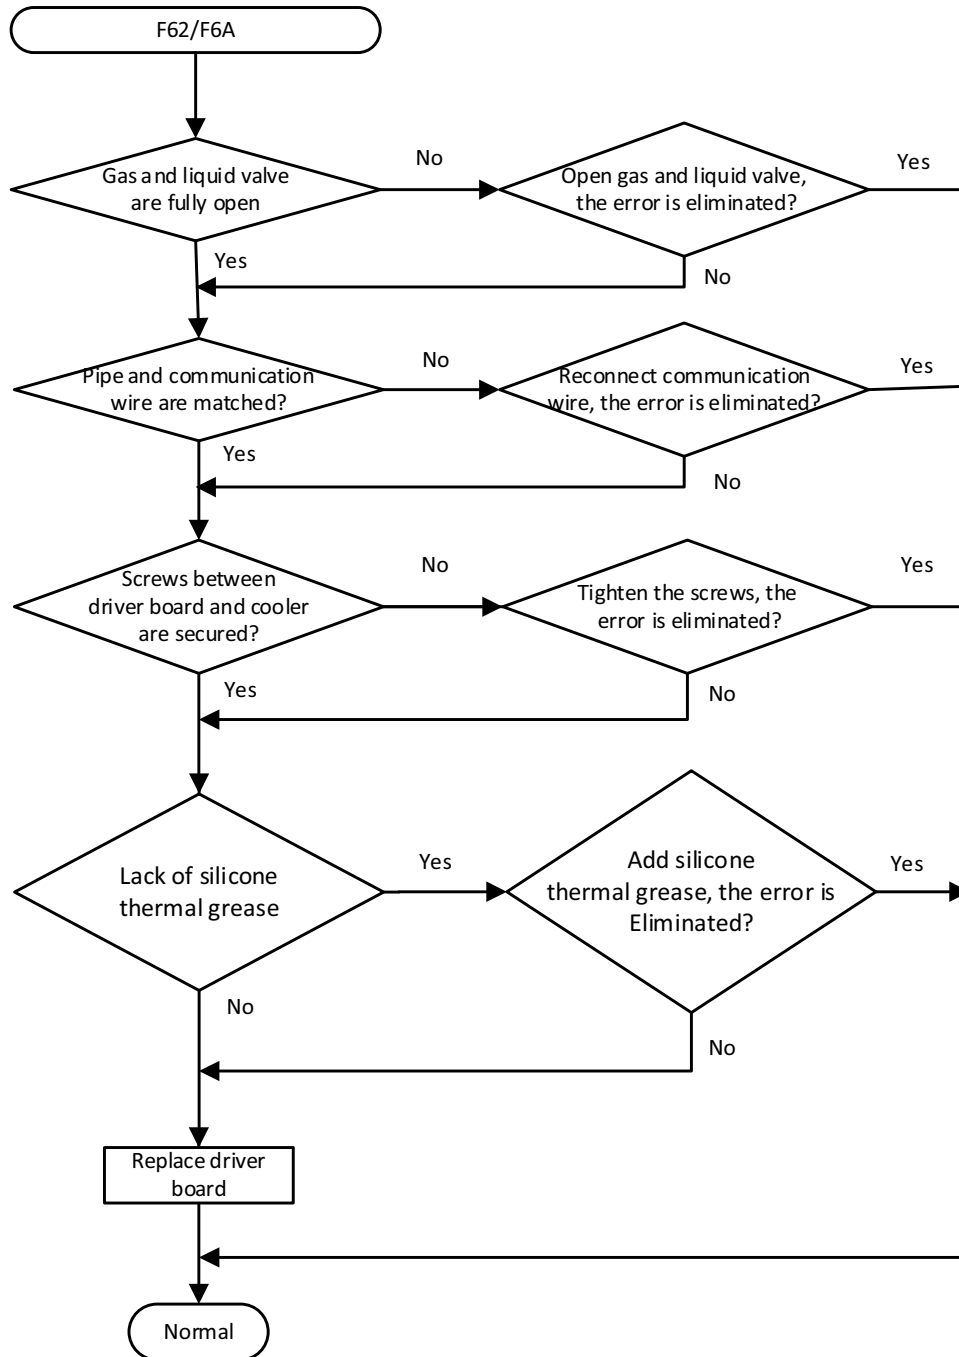 F62/F6A
Gas and liquid valve
are fully open
No
Open gas and liquid valve,
the error is eliminated?
Yes
Yes
No
Pipe and communication
wire are matched?
No
Reconnect communication
wire, the error is eliminated?
Yes
Yes
No
Screws between
driver board and cooler
are secured?
No
Tighten the screws, the
error is eliminated?
Yes
Yes
No
Lack of silicone
thermal grease
Yes
Add silicone
thermal grease, the error is
Eliminated?
Yes
No
No
Replace driver
board
Normal